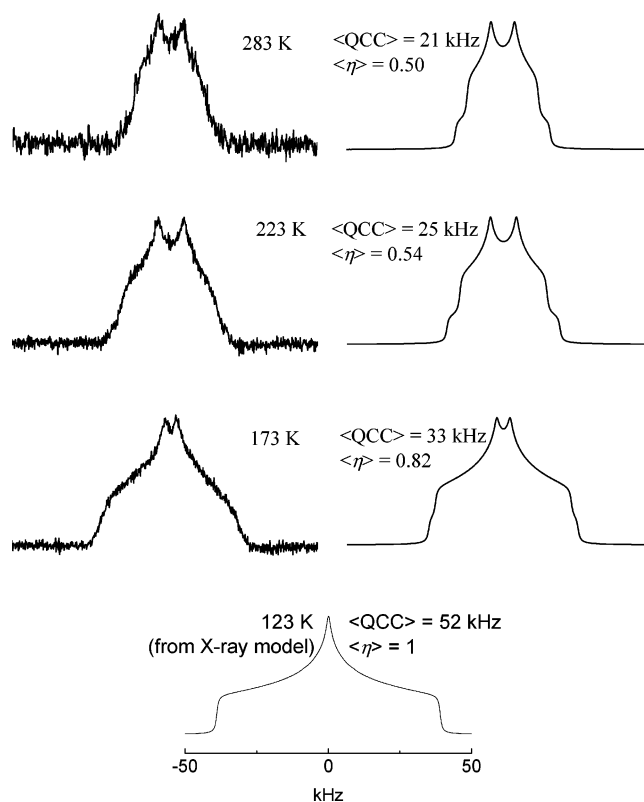 283 K
<QCC> = 21 kHz
<η> = 0.50
223 K
<QCC> = 25 kHz
<η> = 0.54
173 K
<QCC> = 33 kHz
<η> = 0.82
123 K
(from X-ray model)
<QCC> = 52 kHz
<η> = 1
-50 0 50
kHz